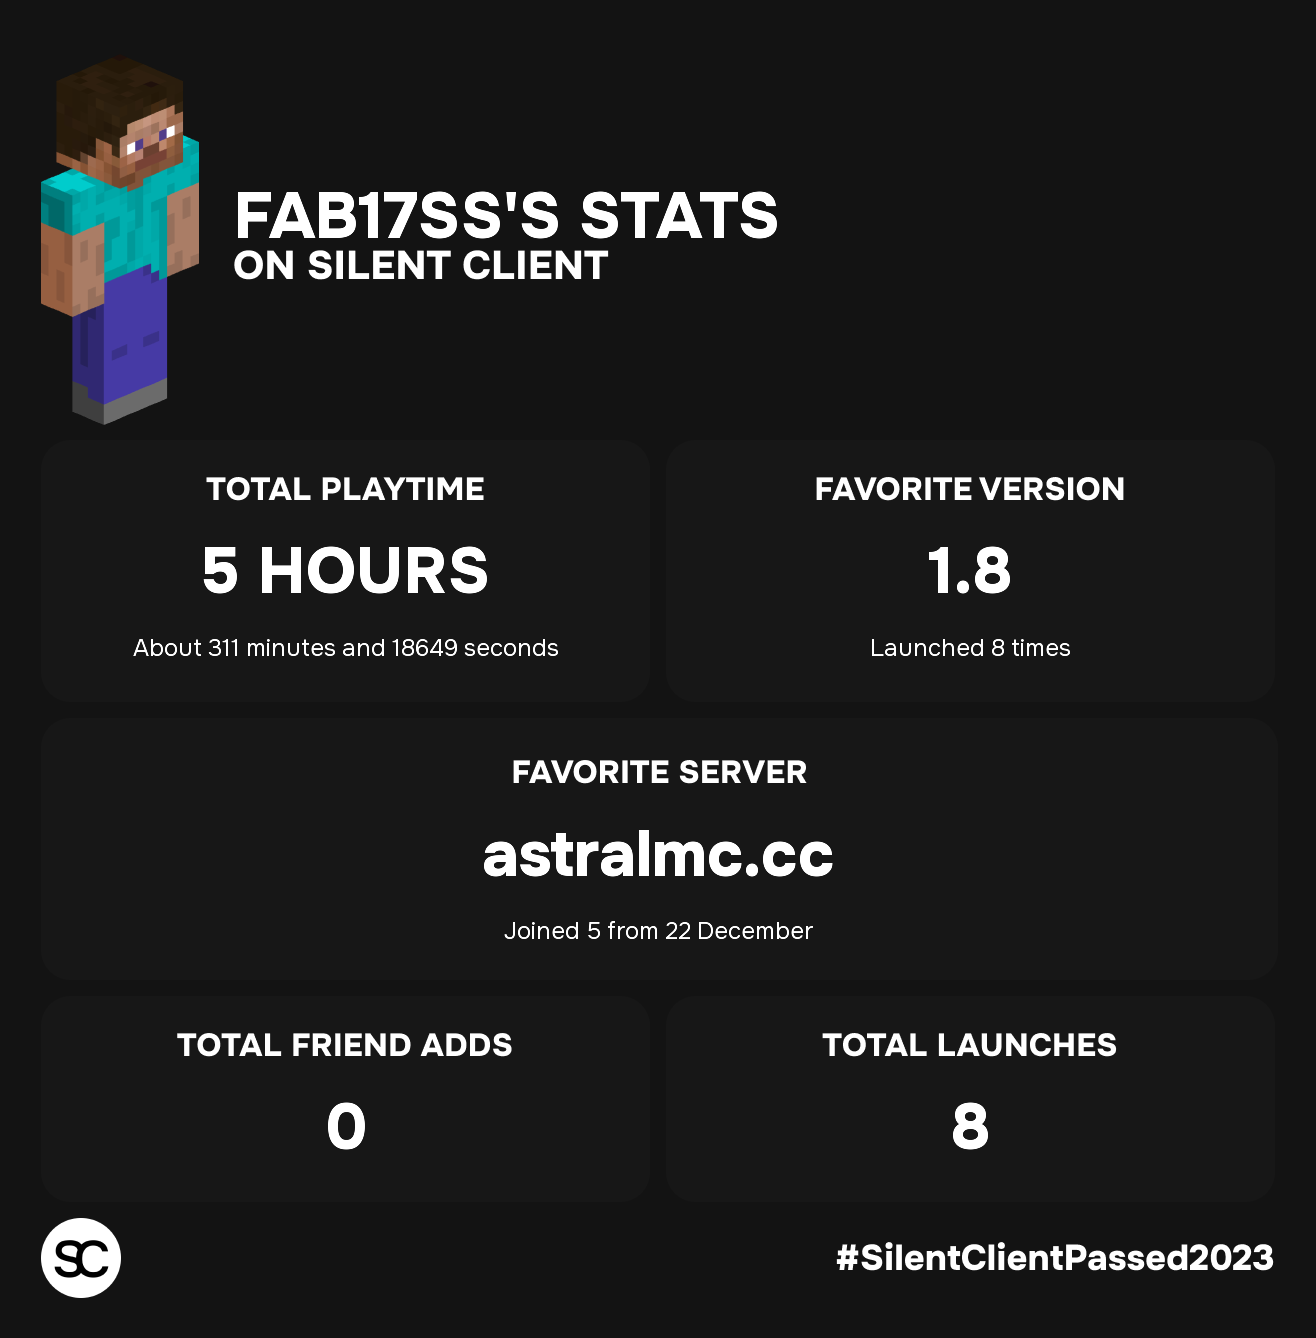 FAB17SS'S STATS
ON SILENT CLIENT
TOTAL PLAYTIME
5 HOURS
About 311 minutes and 18649 seconds
FAVORITE VERSION
1.8
Launched 8 times
FAVORITE SERVER
astralmc.cc
Joined 5 from 22 December
TOTAL FRIEND ADDS
0
TOTAL LAUNCHES
8
SC
#SilentClientPassed2023